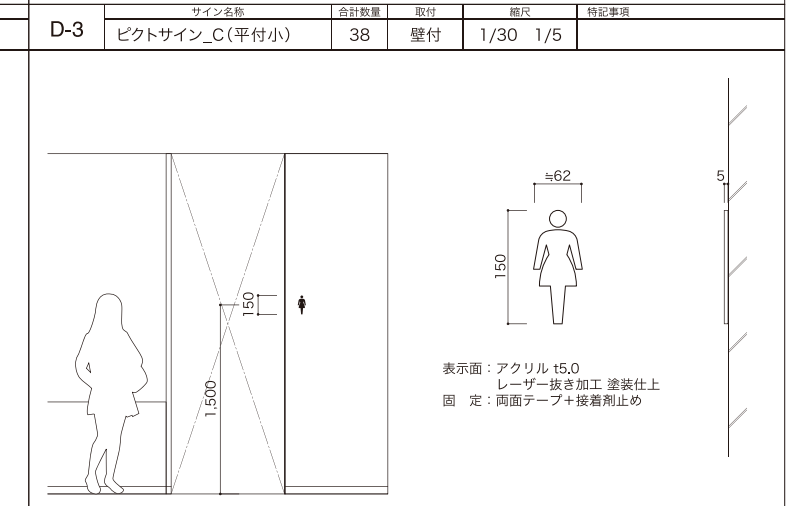 サイン名称 合計数量 取付 縮尺 特記事項
D-3 ピクトサイン_C(平付小) 38 壁付 1/30 1/5
≒62
5
150
150
1,500
表示面:アクリル t5.0
レーザー抜き加工 塗装仕上
固 定:両面テープ+接着剤止め